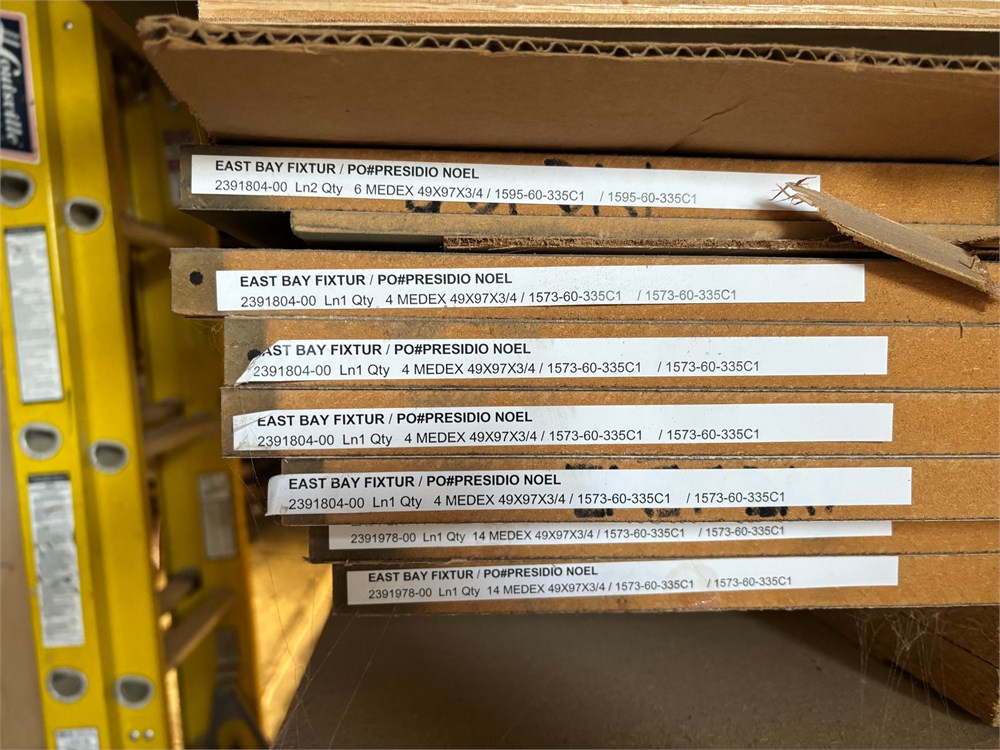 Louisville
EAST BAY FIXTUR / PO#PRESIDIO NOEL
2391804-00 Ln2 Qty 6 MEDEX 49X97X3/4 / 1595-60-335C1 / 1595-60-335C1
EAST BAY FIXTUR / PO#PRESIDIO NOEL
2391804-00 Ln1 Qty 4 MEDEX 49X97X3/4 / 1573-60-335C1 / 1573-60-335C1
EAST BAY FIXTUR / PO#PRESIDIO NOEL
2391804-00 Ln1 Qty 4 MEDEX 49X97X3/4 / 1573-60-335C1 / 1573-60-335C1
EAST BAY FIXTUR / PO#PRESIDIO NOEL
2391804-00 Ln1 Qty 4 MEDEX 49X97X3/4 / 1573-60-335C1 / 1573-60-335C1
EAST BAY FIXTUR / PO#PRESIDIO NOEL
2391804-00 Ln1 Qty 4 MEDEX 49X97X3/4 / 1573-60-335C1 / 1573-60-335C1
2391978-00 Ln1 Qty 14 MEDEX 49X97X3/4 / 1573-60-335C1 / 1573-60-335C1
EAST BAY FIXTUR / PO#PRESIDIO NOEL
2391978-00 Ln1 Qty 14 MEDEX 49X97X3/4 / 1573-60-335C1 / 1573-60-335C1